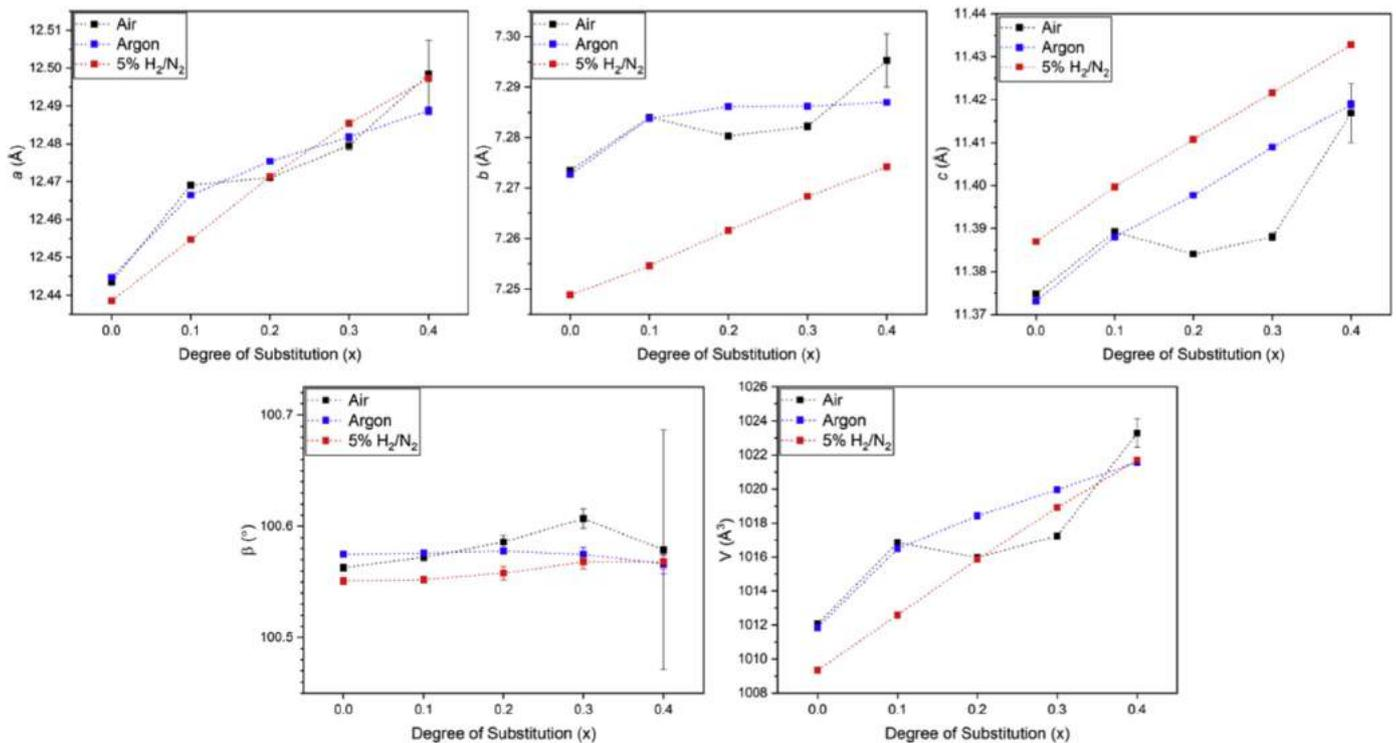 Air
Argon
5% H₂/N₂
12.51
12.50
12.49
12.48
12.47
12.46
12.45
12.44
a (Å)
0.0 0.1 0.2 0.3 0.4
Degree of Substitution (x)
Air
Argon
5% H₂/N₂
7.30
7.29
7.28
7.27
7.26
7.25
b (Å)
0.0 0.1 0.2 0.3 0.4
Degree of Substitution (x)
Air
Argon
5% H₂/N₂
11.44
11.43
11.42
11.41
11.40
11.39
11.38
11.37
c (Å)
0.0 0.1 0.2 0.3 0.4
Degree of Substitution (x)
Air
Argon
5% H₂/N₂
100.7
100.6
100.5
β (°)
0.0 0.1 0.2 0.3 0.4
Degree of Substitution (x)
Air
Argon
5% H₂/N₂
1026
1024
1022
1020
1018
1016
1014
1012
1010
1008
V (Å³)
0.0 0.1 0.2 0.3 0.4
Degree of Substitution (x)